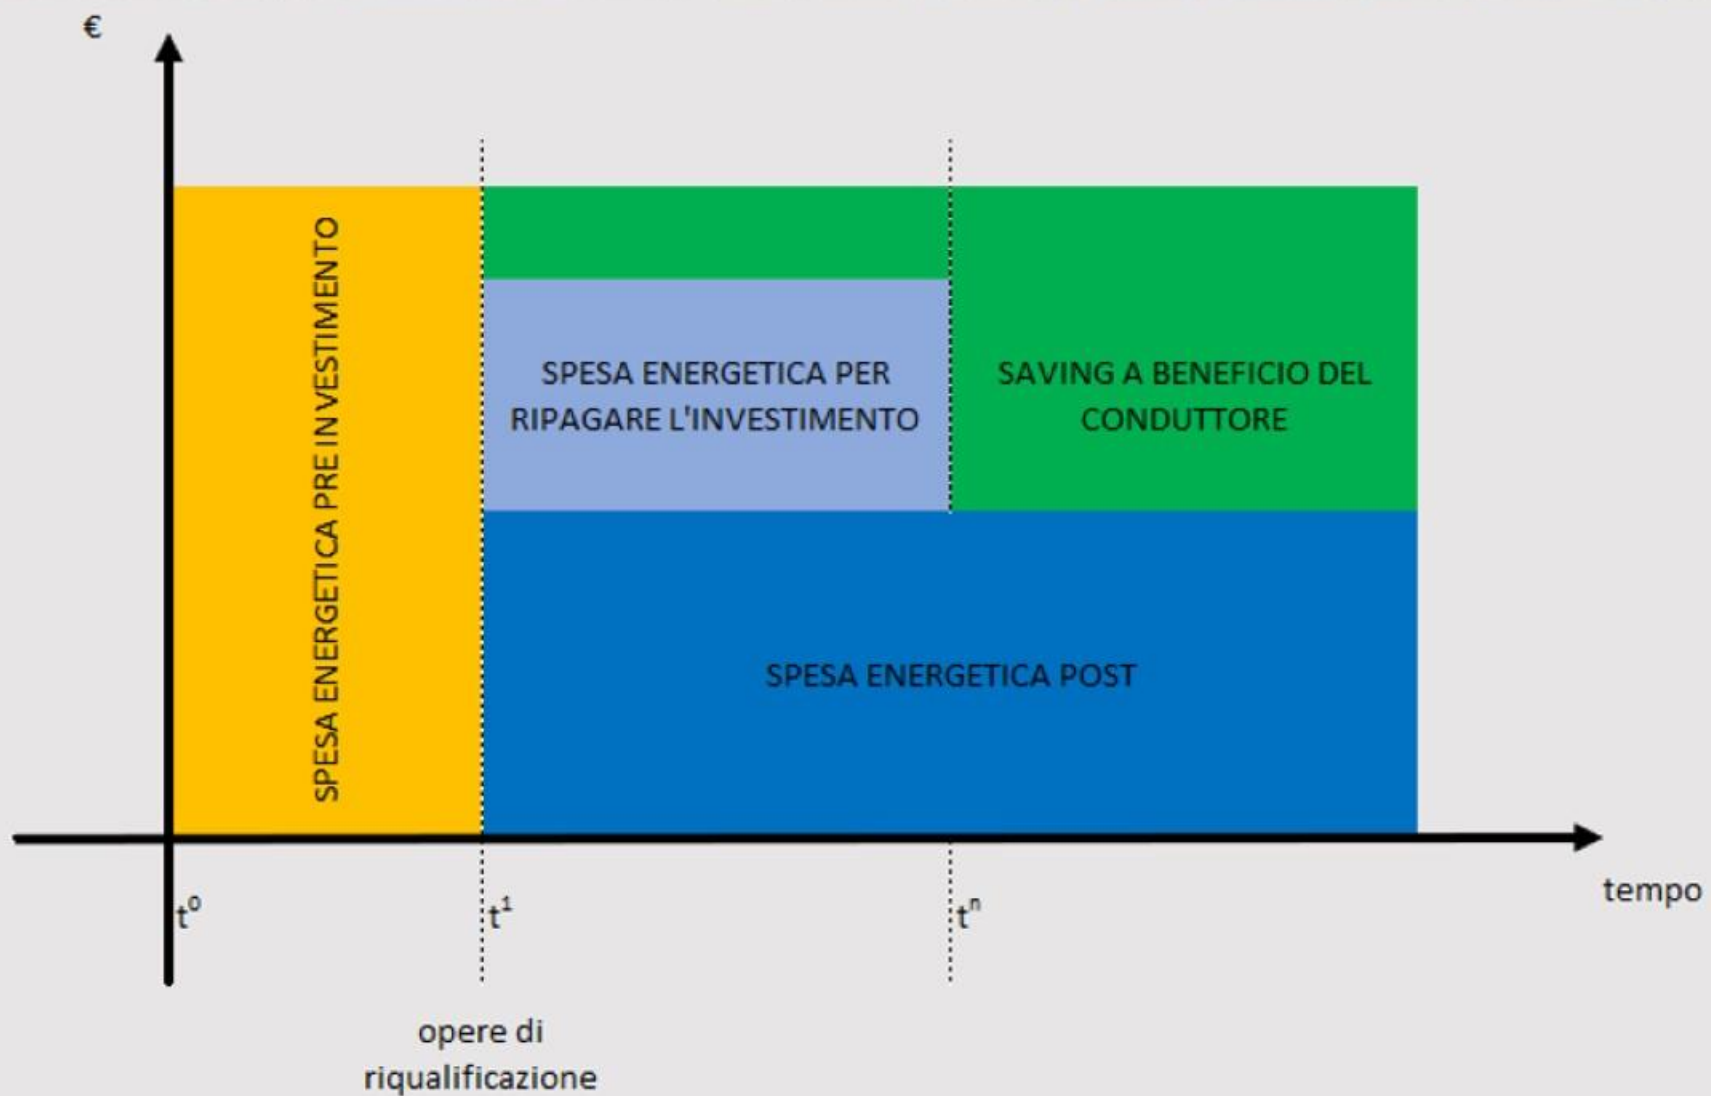 €
SPESA ENERGETICA PRE INVESTIMENTO
SPESA ENERGETICA PER
RIPAGARE L'INVESTIMENTO
SAVING A BENEFICIO DEL
CONDUTTORE
SPESA ENERGETICA POST
tempo
t⁰
t¹
tⁿ
opere di
riqualificazione